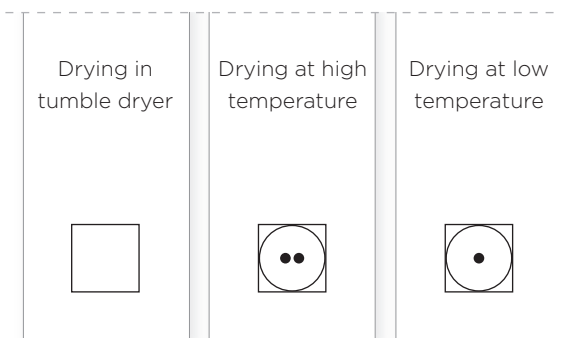 Drying in
tumble dryer
Drying at high
temperature
Drying at low
temperature